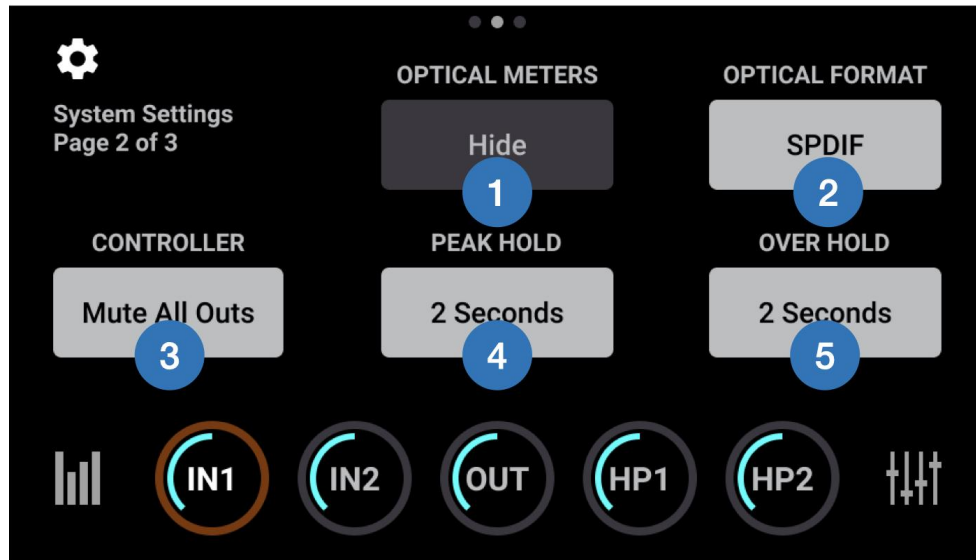 System Settings
Page 2 of 3
OPTICAL METERS
Hide
1
OPTICAL FORMAT
SPDIF
2
CONTROLLER
Mute All Outs
3
PEAK HOLD
2 Seconds
4
OVER HOLD
2 Seconds
5
IN1
IN2
OUT
HP1
HP2